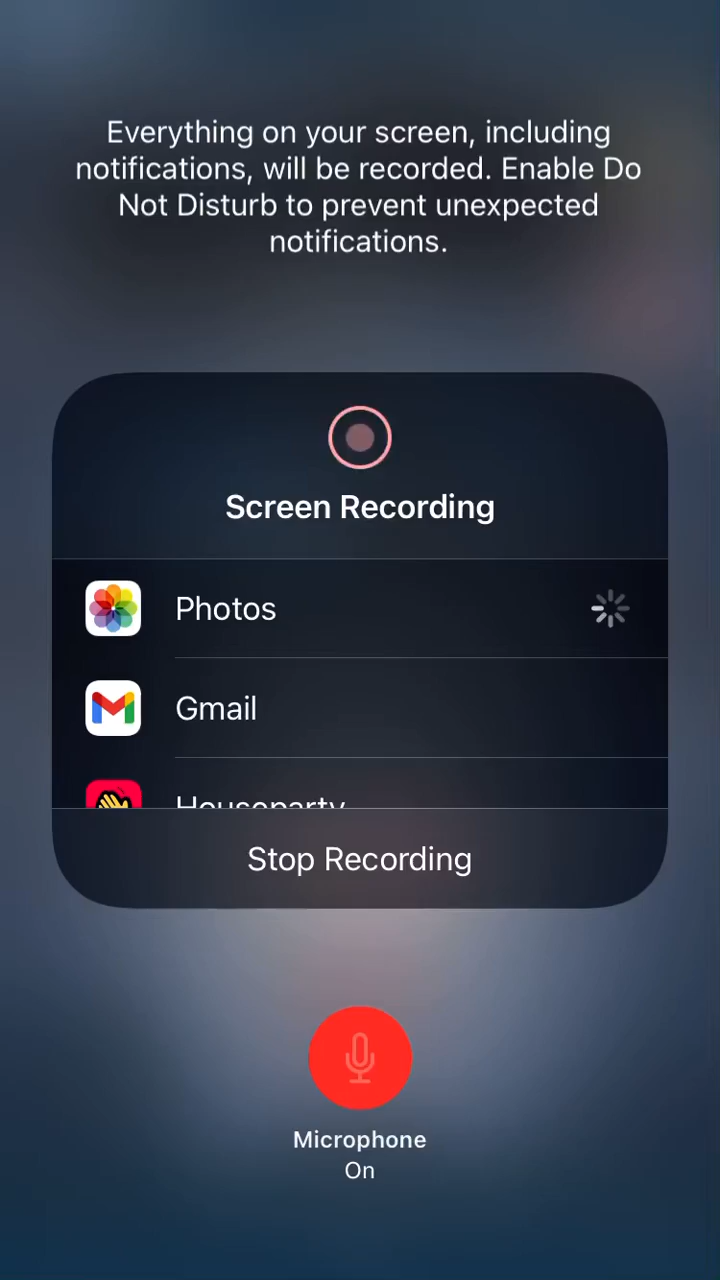 Everything on your screen, including
notifications, will be recorded. Enable Do
Not Disturb to prevent unexpected
notifications.
Screen Recording
Photos
Gmail
Houseparty
Stop Recording
Microphone
On